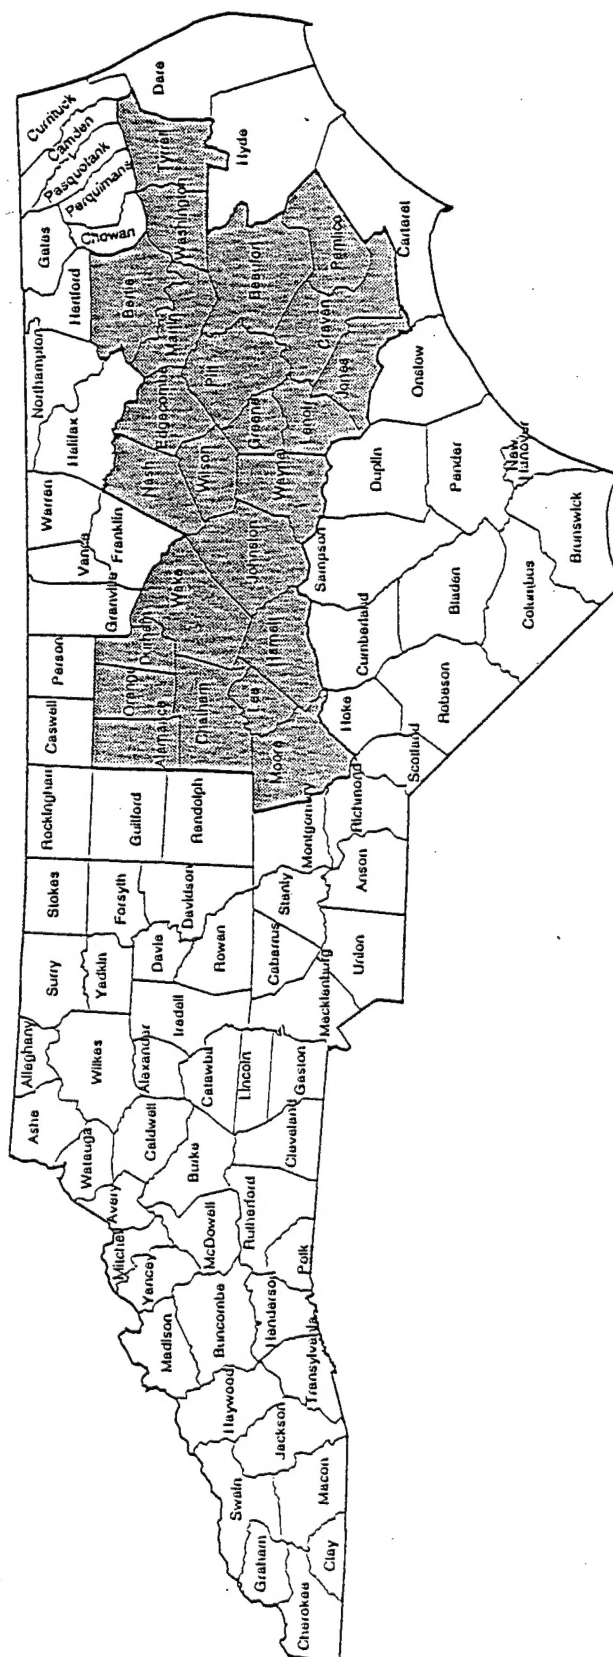 Cherokee
Graham
Clay
Swain
Macon
Jackson
Haywood
Transylvania
Madison
Buncombe
Henderson
Yancey
Mitchell
McDowell
Polk
Rutherford
Avery
Watauga
Burke
Caldwell
Cleveland
Ashe
Alleghany
Wilkes
Alexander
Catawba
Lincoln
Gaston
Surry
Yadkin
Iredell
Davie
Rowan
Cabarrus
Mecklenburg
Stokes
Forsyth
Davidson
Stanly
Union
Anson
Rockingham
Guilford
Randolph
Montgomery
Richmond
Caswell
Alamance
Orange
Chatham
Moore
Lee
Hoke
Scotland
Person
Durham
Granville
Wake
Harnett
Cumberland
Robeson
Vance
Warren
Franklin
Johnston
Sampson
Bladen
Columbus
Northampton
Halifax
Nash
Wilson
Wayne
Duplin
Pender
New
Hanover
Brunswick
Edgecombe
Pitt
Greene
Lenoir
Jones
Onslow
Hertford
Bertie
Martin
Beaufort
Craven
Pamlico
Carteret
Gates
Chowan
Perquimans
Pasquotank
Camden
Currituck
Washington
Tyrrell
Hyde
Dare